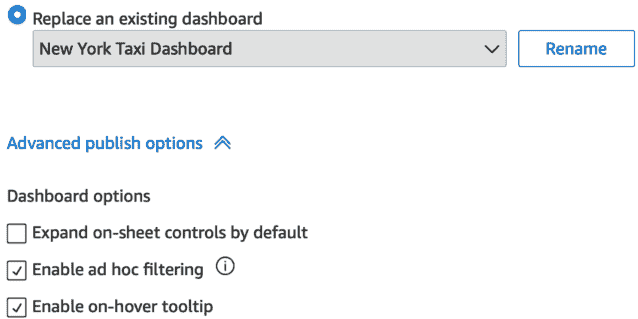 Replace an existing dashboard
New York Taxi Dashboard
Rename
Advanced publish options
Dashboard options
Expand on-sheet controls by default
Enable ad hoc filtering
Enable on-hover tooltip